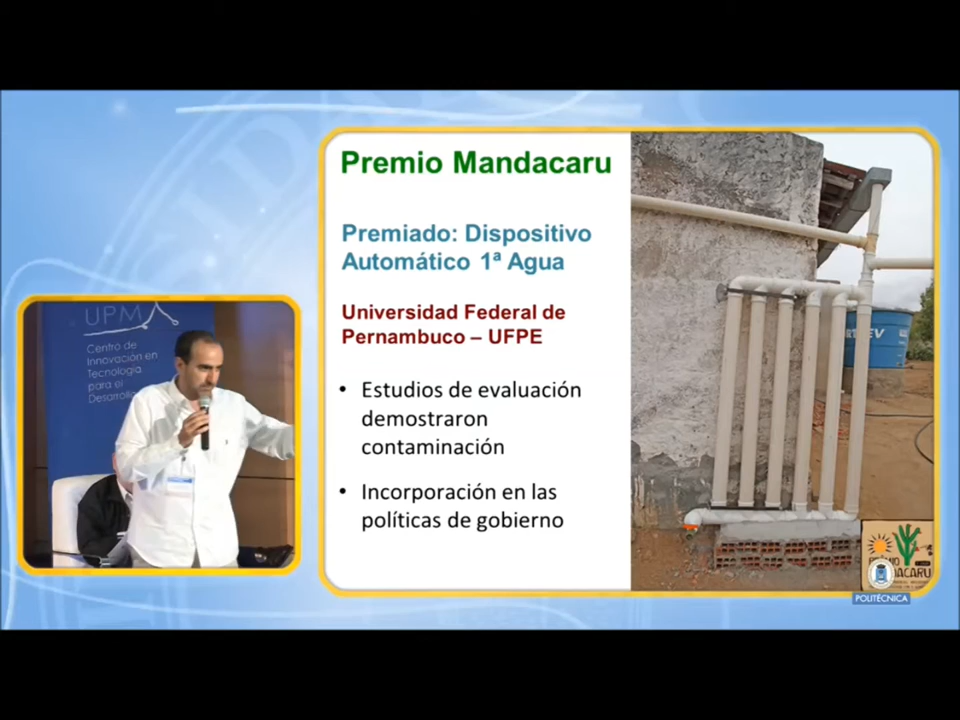 Premio Mandacaru
Premiado: Dispositivo
Automático 1ª Agua
Universidad Federal de
Pernambuco – UFPE
• Estudios de evaluación
demostraron
contaminación
• Incorporación en las
políticas de gobierno
UPM
Centro de
Innovación en
Tecnología
para el
Desarrollo
POLITÉCNICA